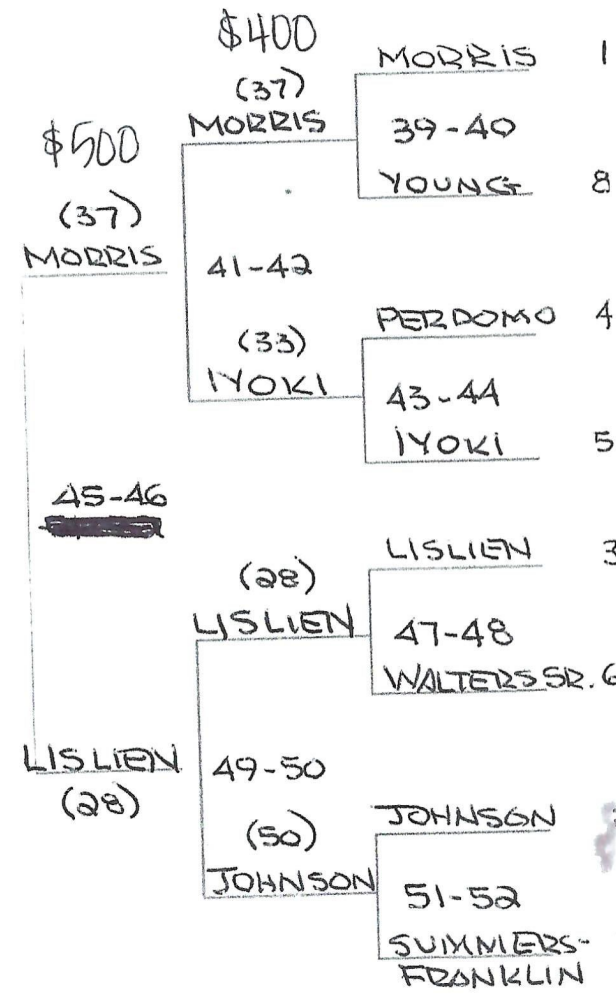 $400
MORRIS 1
(37)
MORRIS
39-40
$500
YOUNG 8
(37)
MORRIS
41-42
PERDOMO 4
(33)
IYOKI
43-44
IYOKI 5
45-46
LISLIEN 3
(28)
LISLIEN
47-48
WALTERS SR. 6
LISLIEN
(28)
49-50
JOHNSON
(50)
JOHNSON
51-52
SUMMERS-
FRANKLIN